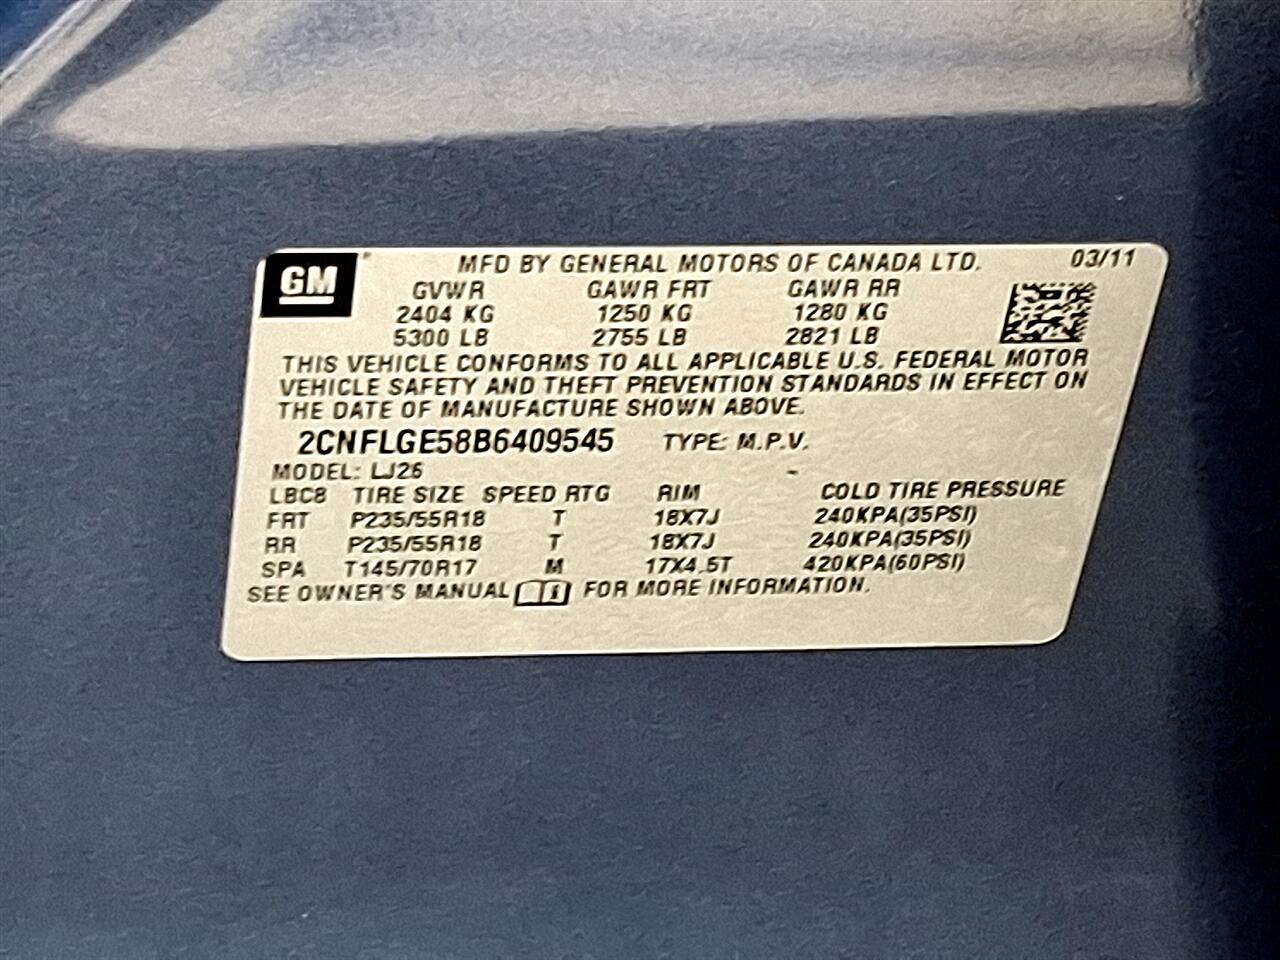 GM
MFD BY GENERAL MOTORS OF CANADA LTD. 03/11
GVWR GAWR FRT GAWR RR
2404 KG 1250 KG 1280 KG
5300 LB 2755 LB 2821 LB
THIS VEHICLE CONFORMS TO ALL APPLICABLE U.S. FEDERAL MOTOR
VEHICLE SAFETY AND THEFT PREVENTION STANDARDS IN EFFECT ON
THE DATE OF MANUFACTURE SHOWN ABOVE.
2CNFLGE58B6409545 TYPE: M.P.V.
MODEL: LJ26
LBC8 TIRE SIZE SPEED RTG RIM COLD TIRE PRESSURE
FRT P235/55R18 T 18X7J 240KPA(35PSI)
RR P235/55R18 T 18X7J 240KPA(35PSI)
SPA T145/70R17 M 17X4.5T 420KPA(60PSI)
SEE OWNER'S MANUAL FOR MORE INFORMATION.